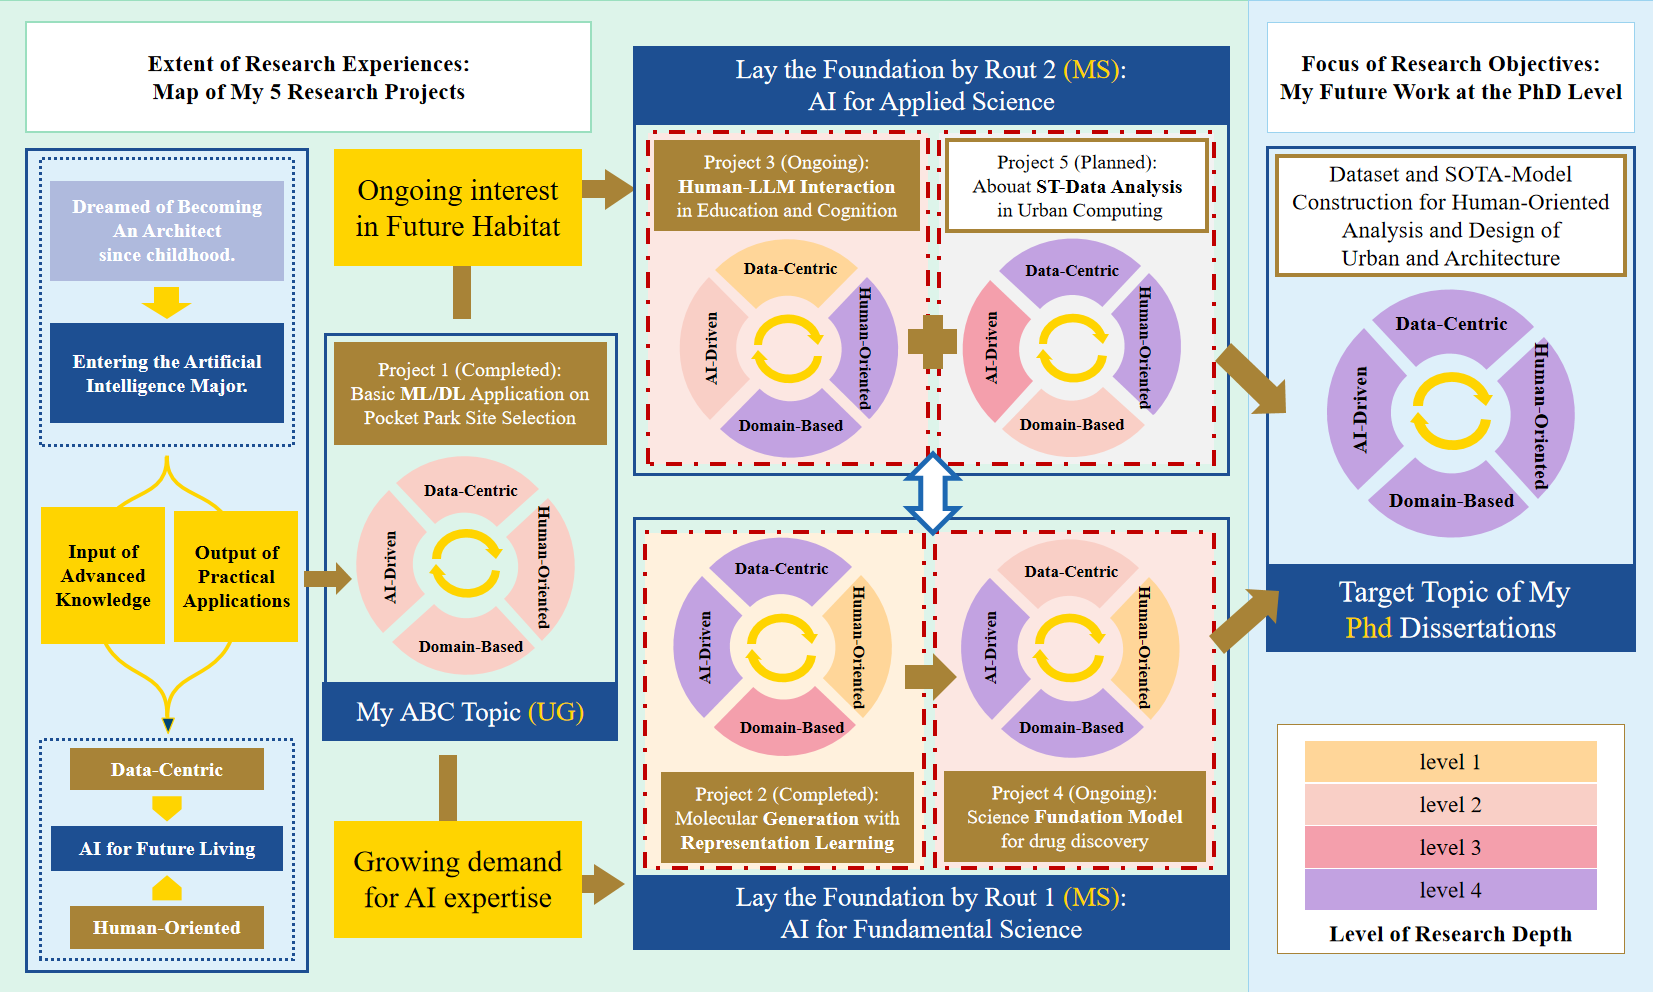 Extent of Research Experiences:
Map of My 5 Research Projects
Dreamed of Becoming
An Architect
since childhood.
Entering the Artificial
Intelligence Major.
Input of
Advanced
Knowledge
Output of
Practical
Applications
Data-Centric
AI for Future Living
Human-Oriented
Ongoing interest
in Future Habitat
Project 1 (Completed):
Basic ML/DL Application on
Pocket Park Site Selection
Data-Centric
Human-Oriented
AI-Driven
Domain-Based
My ABC Topic (UG)
Growing demand
for AI expertise
Lay the Foundation by Rout 2 (MS):
AI for Applied Science
Project 3 (Ongoing):
Human-LLM Interaction
in Education and Cognition
Data-Centric
Human-Oriented
AI-Driven
Domain-Based
Project 5 (Planned):
Abouat ST-Data Analysis
in Urban Computing
Data-Centric
Human-Oriented
AI-Driven
Domain-Based
Data-Centric
Human-Oriented
AI-Driven
Domain-Based
Project 2 (Completed):
Molecular Generation with
Representation Learning
Data-Centric
Human-Oriented
AI-Driven
Domain-Based
Project 4 (Ongoing):
Science Fundation Model
for drug discovery
Lay the Foundation by Rout 1 (MS):
AI for Fundamental Science
Focus of Research Objectives:
My Future Work at the PhD Level
Dataset and SOTA-Model
Construction for Human-Oriented
Analysis and Design of
Urban and Architecture
Data-Centric
Human-Oriented
AI-Driven
Domain-Based
Target Topic of My
Phd Dissertations
level 1
level 2
level 3
level 4
Level of Research Depth